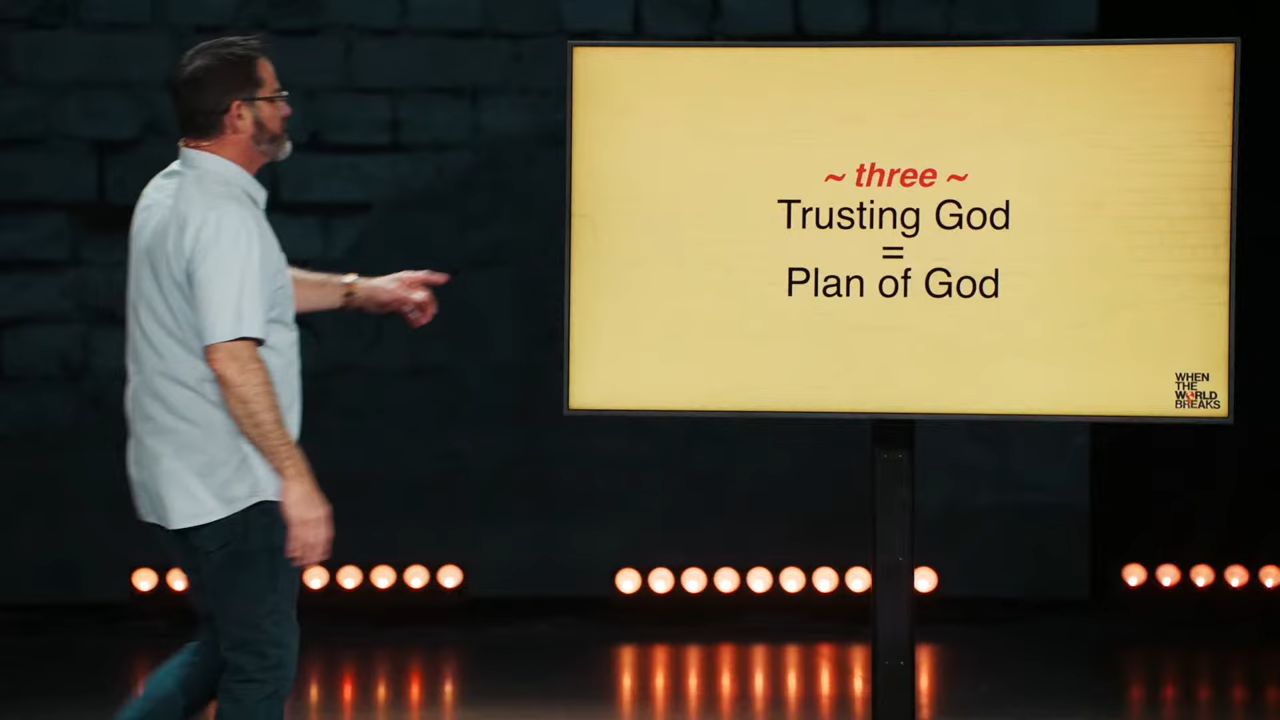 ~ three ~
Trusting God
=
Plan of God
WHEN
THE
WORLD
BREAKS